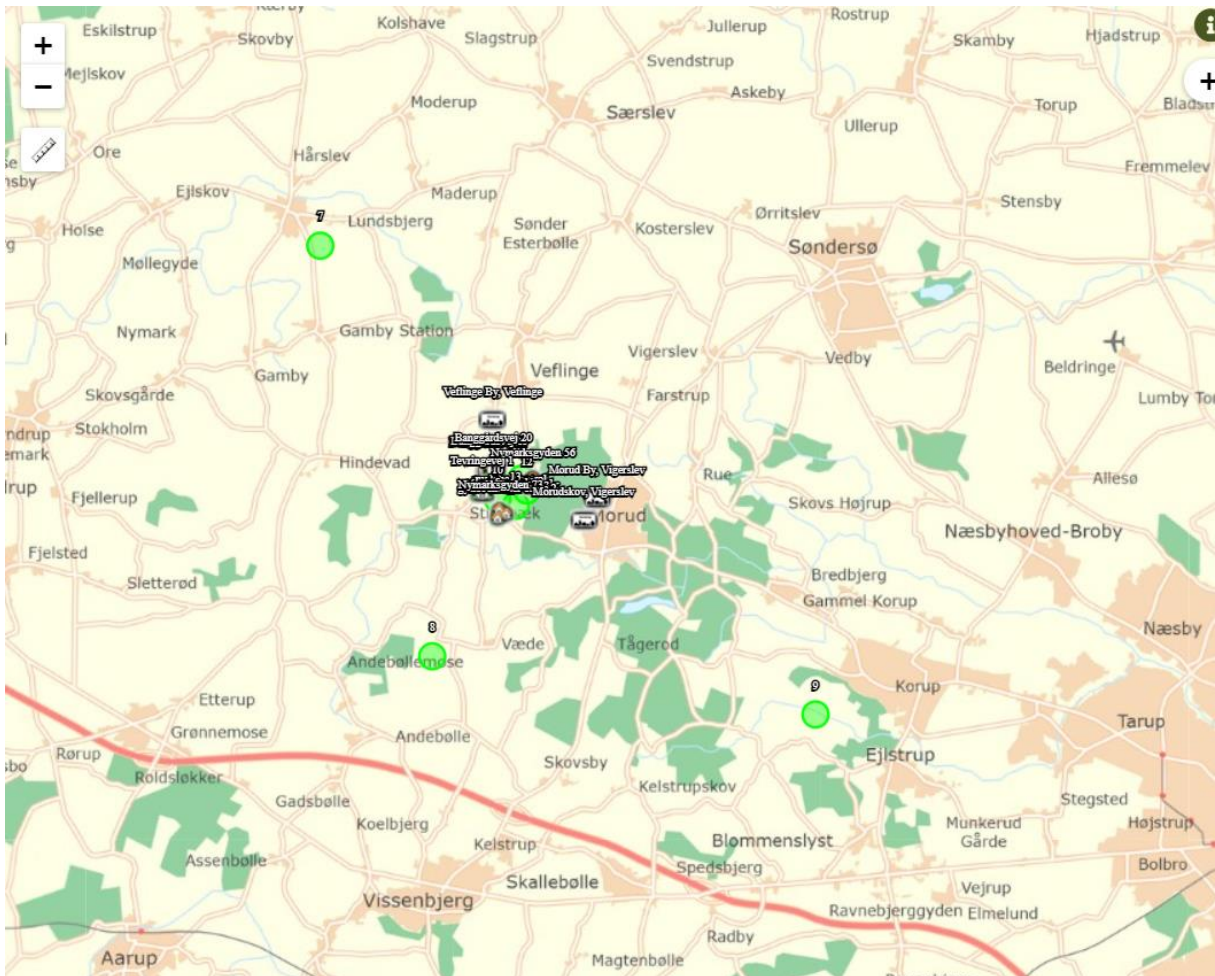 Eskilstrup
Skovby
Kolshave
Slagstrup
Jullerup
Rostrup
Skamby
Hjadstrup
Mejlskov
Svendstrup
Askeby
Moderup
Særslev
Ullerup
Torup
Ore
Hårslev
Fremmelev
Ejlskov
Maderup
Stensby
7
Lundsbjerg
Sønder
Esterbølle
Kosterslev
Ørritslev
Holse
Søndersø
Møllegyde
Nymark
Gamby Station
Vigerslev
Vedby
Beldringe
Gamby
Veflinge
Skovsgårde
Veflinge By, Veflinge
Farstrup
Lumby
Stokholm
Banggårdsvej 20
Nymarksgyden 56
Hindevad
Tevringevej 1
12
Morud By, Vigerslev
Rue
Allesø
Fjellerup
Nymarksgyden
Morudskov, Vigerslev
Skovs Højrup
Morud
Næsbyhoved-Broby
Fjelsted
Sletterød
Bredbjerg
Gammel Korup
Næsby
8
Væde
Tågerod
Andebøllemose
9
Korup
Etterup
Tarup
Grønnemose
Andebølle
Rørup
Ejlstrup
Roldsløkker
Skovsby
Kelstrupskov
Gadsbølle
Stegsted
Koelbjerg
Munkerud
Gårde
Højstrup
Kelstrup
Blommenslyst
Assenbølle
Spedsbjerg
Bolbro
Skallebølle
Vejrup
Vissenbjerg
Ravnebjerggyden
Elmelund
Radby
Aarup
Magtenbølle